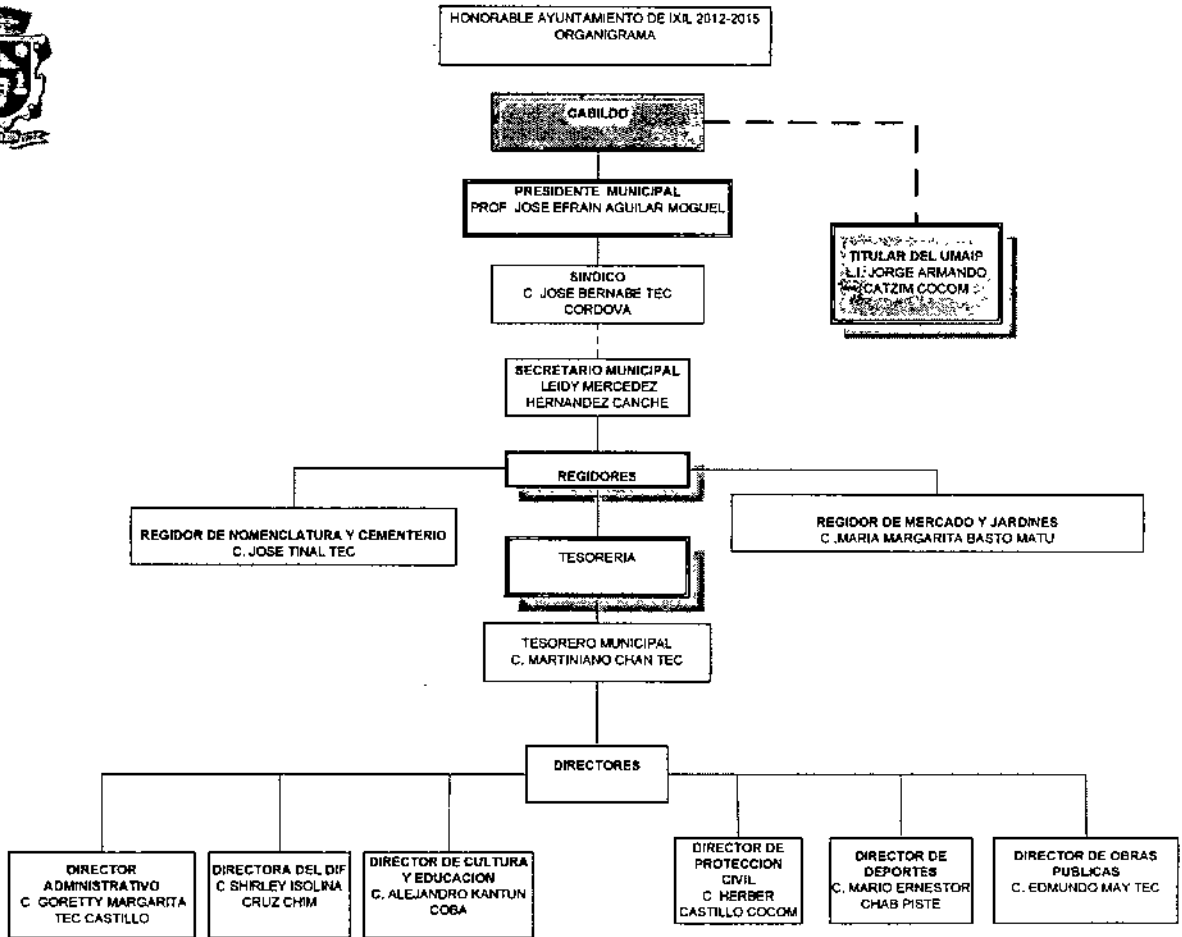 HONORABLE AYUNTAMIENTO DE IXIL 2012-2015
ORGANIGRAMA
CABILDO
PRESIDENTE MUNICIPAL
PROF JOSE EFRAIN AGUILAR MOGUEL
TITULAR DEL UMAIP
L.I. JORGE ARMANDO
CATZIM COCOM
SINDICO
C. JOSE BERNABE TEC
CORDOVA
SECRETARIO MUNICIPAL
LEIDY MERCEDEZ
HERNANDEZ CANCHE
REGIDORES
REGIDOR DE NOMENCLATURA Y CEMENTERIO
C. JOSE TINAL TEC
REGIDOR DE MERCADO Y JARDINES
C .MARIA MARGARITA BASTO MATU
TESORERIA
TESORERO MUNICIPAL
C. MARTINIANO CHAN TEC
DIRECTORES
DIRECTOR
ADMINISTRATIVO
C. GORETTY MARGARITA
TEC CASTILLO
DIRECTORA DEL DIF
C SHIRLEY ISOLINA
CRUZ CHIM
DIRECTOR DE CULTURA
Y EDUCACION
C. ALEJANDRO KANTUN
COBA
DIRECTOR DE
PROTECCION
CIVIL
C HERBER
CASTILLO COCOM
DIRECTOR DE
DEPORTES
C. MARIO ERNESTOR
CHAB PISTE
DIRECTOR DE OBRAS
PUBLICAS
C. EDMUNDO MAY TEC